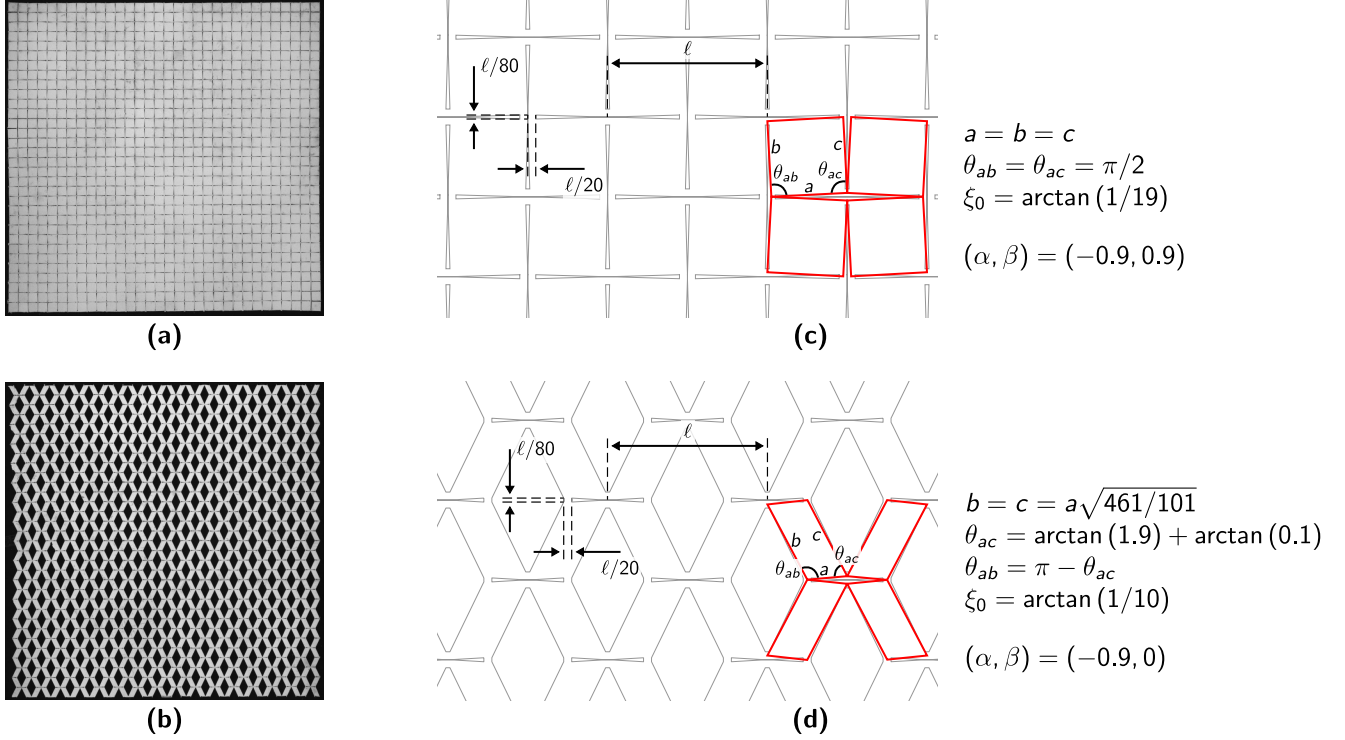 (a)
ℓ/80
ℓ
ℓ/20
b
c
θ_ab
θ_ac
a
(c)
a = b = c
θ_ab = θ_ac = π/2
ξ_0 = arctan (1/19)
(α, β) = (−0.9, 0.9)
(b)
ℓ/80
ℓ
ℓ/20
b
c
θ_ac
θ_ab
a
(d)
b = c = a√461/101
θ_ac = arctan (1.9) + arctan (0.1)
θ_ab = π − θ_ac
ξ_0 = arctan (1/10)
(α, β) = (−0.9, 0)